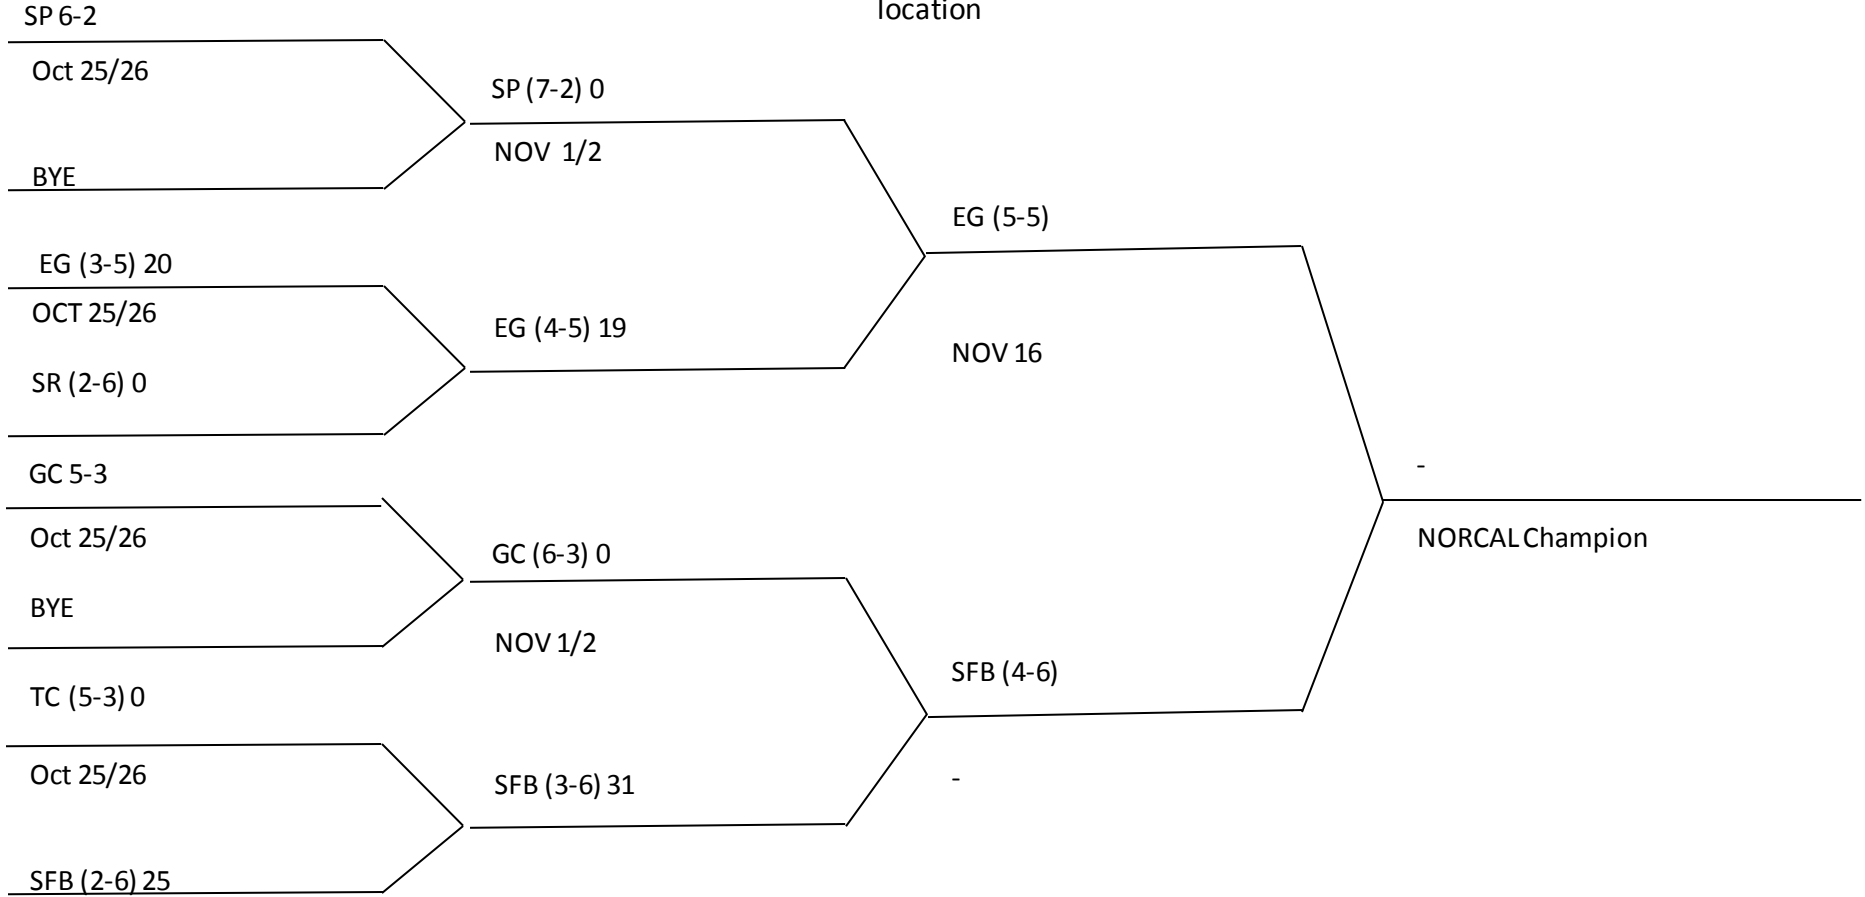 location
SP 6-2
Oct 25/26
BYE
EG (3-5) 20
OCT 25/26
SR (2-6) 0
GC 5-3
Oct 25/26
BYE
TC (5-3) 0
Oct 25/26
SFB (2-6) 25
SP (7-2) 0
NOV 1/2
EG (4-5) 19
GC (6-3) 0
NOV 1/2
SFB (3-6) 31
EG (5-5)
NOV 16
SFB (4-6)
-
-
NORCAL Champion